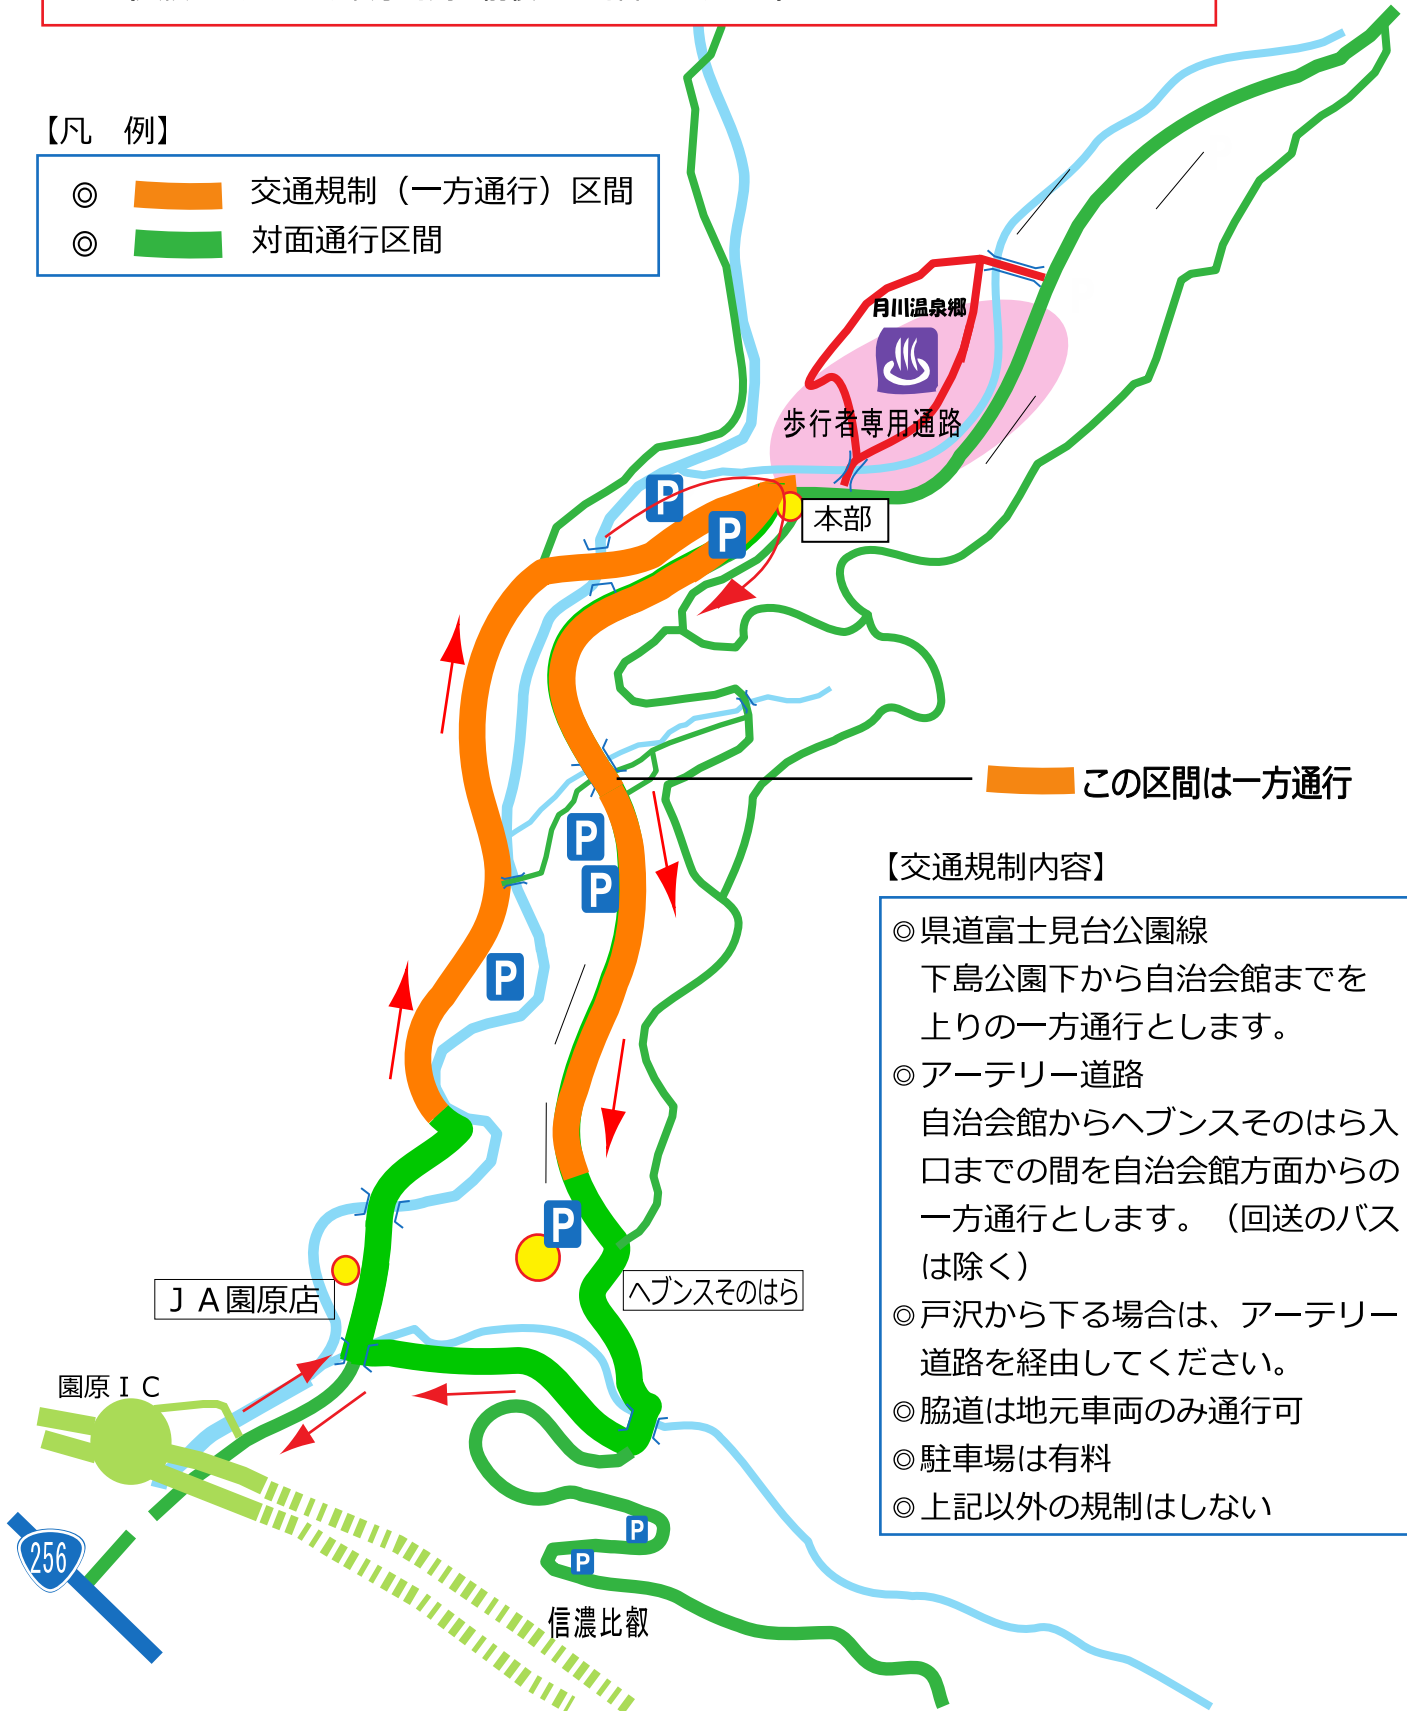 【凡　例】
◎ 交通規制（一方通行）区間
◎ 対面通行区間
月川温泉郷
歩行者専用通路
P
P
本部
この区間は一方通行
P
P
P
【交通規制内容】
◎県道富士見台公園線
下島公園下から自治会館までを
上りの一方通行とします。
◎アーテリー道路
自治会館からヘブンスそのはら入
口までの間を自治会館方面からの
一方通行とします。（回送のバス
は除く）
◎戸沢から下る場合は、アーテリー
道路を経由してください。
◎脇道は地元車両のみ通行可
◎駐車場は有料
◎上記以外の規制はしない
P
ＪＡ園原店
ヘブンスそのはら
園原ＩＣ
256
P
P
信濃比叡